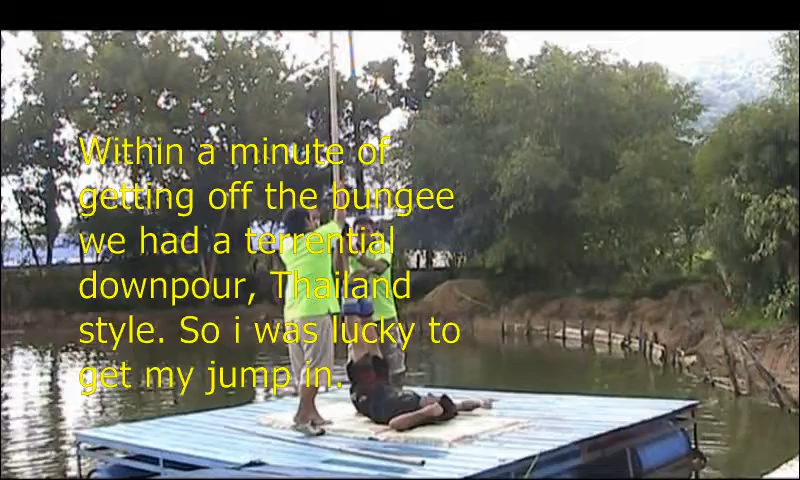 Within a minute of
getting off the bungee
we had a terrential
downpour, Thailand
style. So i was lucky to
get my jump in.